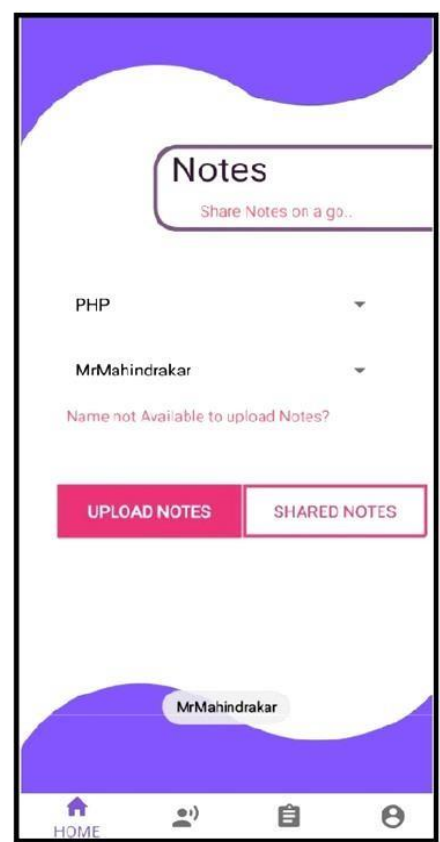 Notes
Share Notes on a go..
PHP
MrMahindrakar
Name not Available to upload Notes?
UPLOAD NOTES
SHARED NOTES
MrMahindrakar
HOME